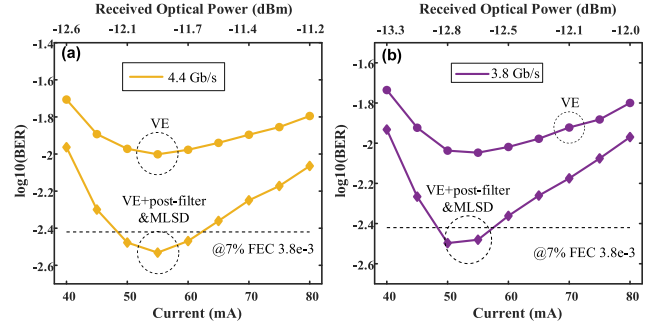 Received Optical Power (dBm)
-12.6 -12.1 -11.7 -11.5 -11.2
(a)
4.4 Gb/s
VE
VE+post-filter
&MLSD
@7% FEC 3.8e-3
-1.4
-1.6
-1.8
-2
-2.2
-2.4
-2.6
log10(BER)
40 50 60 70 80
Current (mA)
Received Optical Power (dBm)
-13.3 -12.8 -12.5 -12.1 -12.0
(b)
3.8 Gb/s
VE
VE+post-filter
&MLSD
@7% FEC 3.8e-3
-1.4
-1.6
-1.8
-2
-2.2
-2.4
-2.6
log10(BER)
40 50 60 70 80
Current (mA)